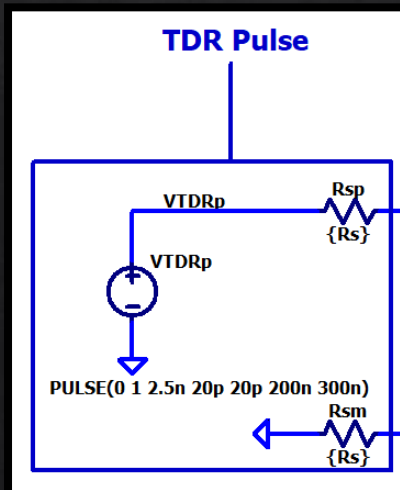 TDR Pulse
Rsp
VTDRp
{Rs}
VTDRp
PULSE(0 1 2.5n 20p 20p 200n 300n)
Rsm
{Rs}